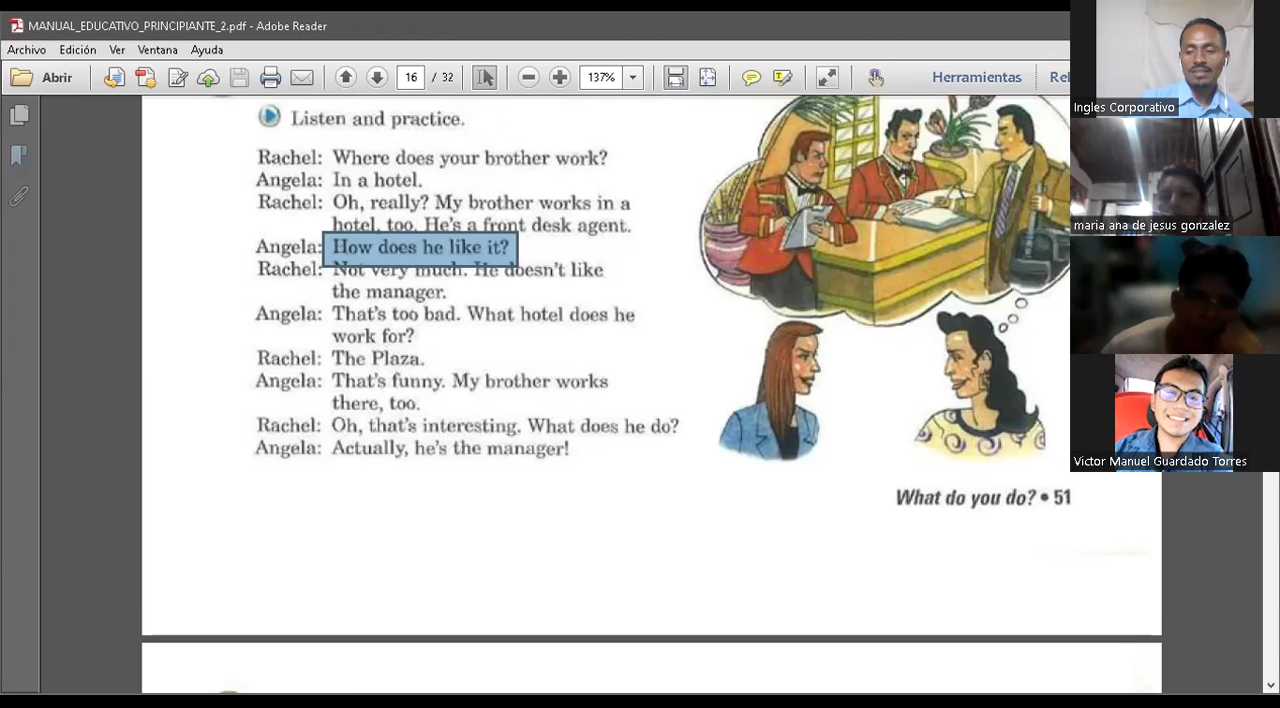 MANUAL_EDUCATIVO_PRINCIPIANTE_2.pdf - Adobe Reader
Archivo Edición Ver Ventana Ayuda
Abrir 16 / 32 137% Herramientas Rel
Listen and practice.
Rachel: Where does your brother work?
Angela: In a hotel.
Rachel: Oh, really? My brother works in a
hotel, too. He's a front desk agent.
Angela: How does he like it?
Rachel: Not very much. He doesn't like
the manager.
Angela: That's too bad. What hotel does he
work for?
Rachel: The Plaza.
Angela: That's funny. My brother works
there, too.
Rachel: Oh, that's interesting. What does he do?
Angela: Actually, he's the manager!
What do you do? • 51
Ingles Corporativo
maria ana de jesus gonzalez
Victor Manuel Guardado Torres